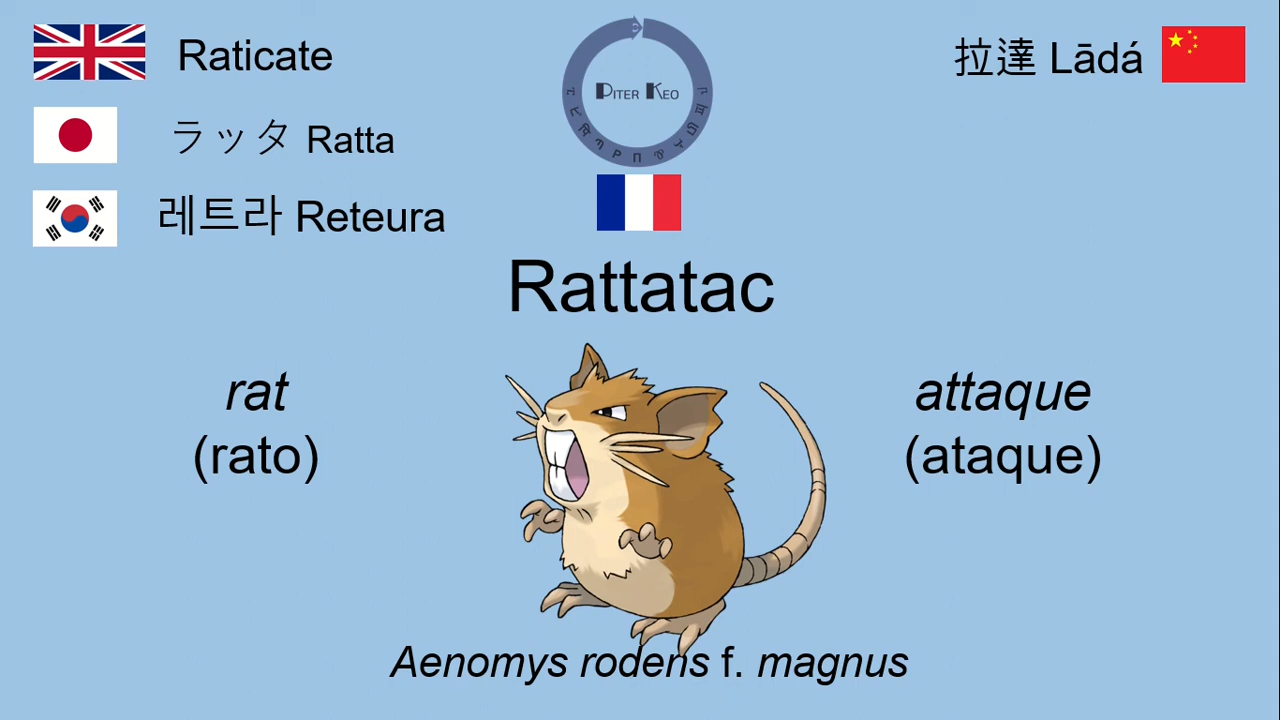 Raticate
ラッタ Ratta
레트라 Reteura
PITER KEO
拉達 Lādá
Rattatac
rat
(rato)
attaque
(ataque)
Aenomys rodens f. magnus